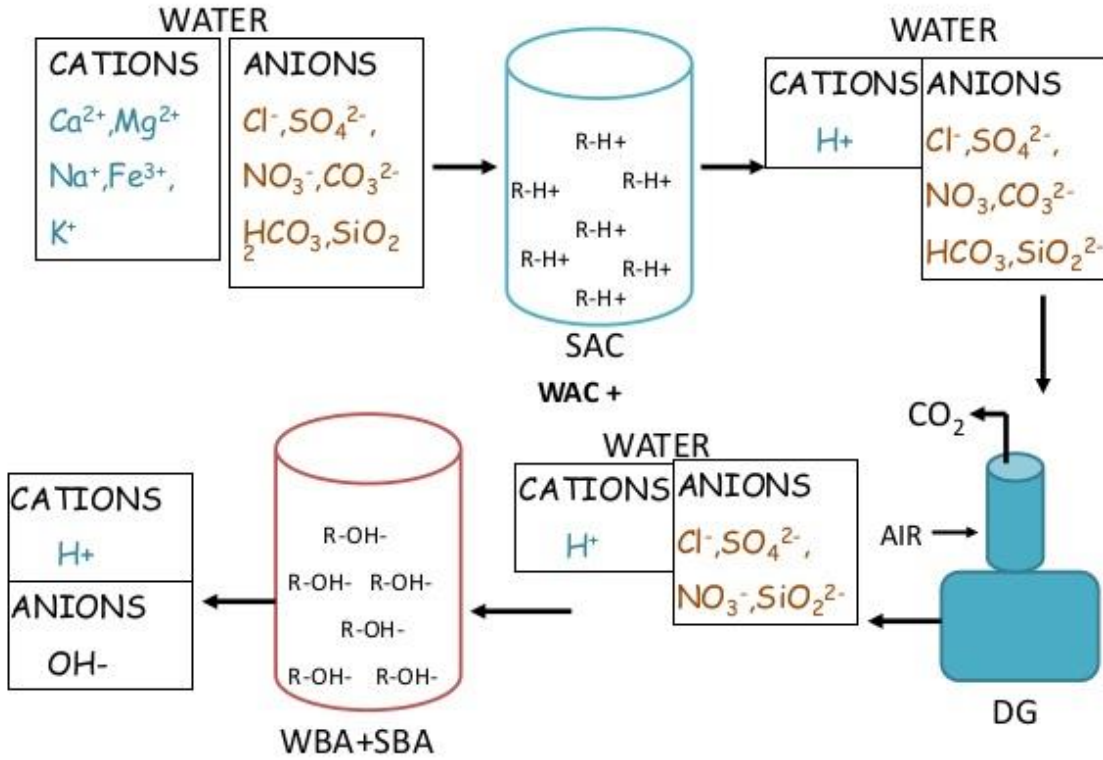 WATER
CATIONS
Ca²⁺,Mg²⁺
Na⁺,Fe³⁺,
K⁺
ANIONS
Cl⁻,SO₄²⁻,
NO₃⁻,CO₃²⁻
HCO₃,SiO₂
2
R-H+
R-H+
R-H+
R-H+
R-H+
R-H+
R-H+
SAC
WAC +
WATER
CATIONS
H+
ANIONS
Cl⁻,SO₄²⁻,
NO₃,CO₃²⁻
HCO₃,SiO₂²⁻
CO₂
AIR
DG
WATER
CATIONS
H⁺
ANIONS
Cl⁻,SO₄²⁻,
NO₃⁻,SiO₂²⁻
R-OH-
R-OH- R-OH-
R-OH-
R-OH- R-OH-
WBA+SBA
CATIONS
H+
ANIONS
OH-